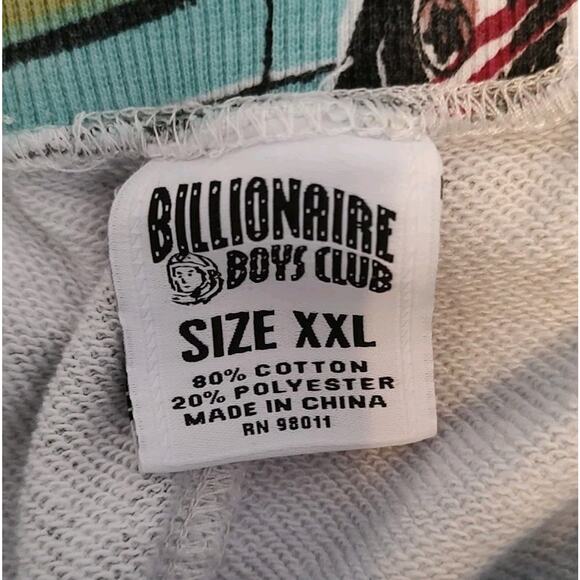 BILLIONAIRE
BOYS CLUB
SIZE XXL
80% COTTON
20% POLYESTER
MADE IN CHINA
RN 98011